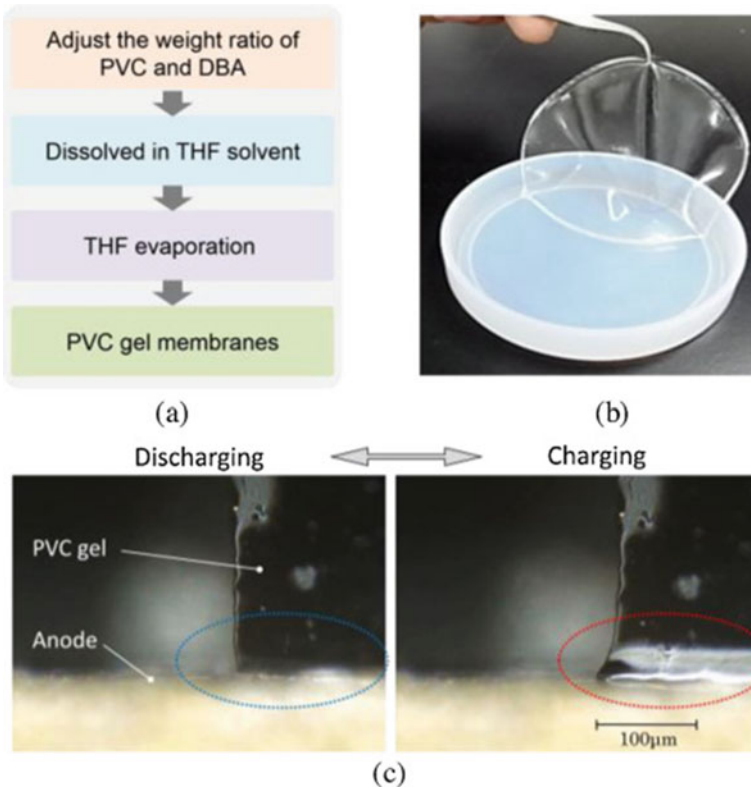 Adjust the weight ratio of
PVC and DBA
Dissolved in THF solvent
THF evaporation
PVC gel membranes
(a)
(b)
Discharging
Charging
PVC gel
Anode
100μm
(c)